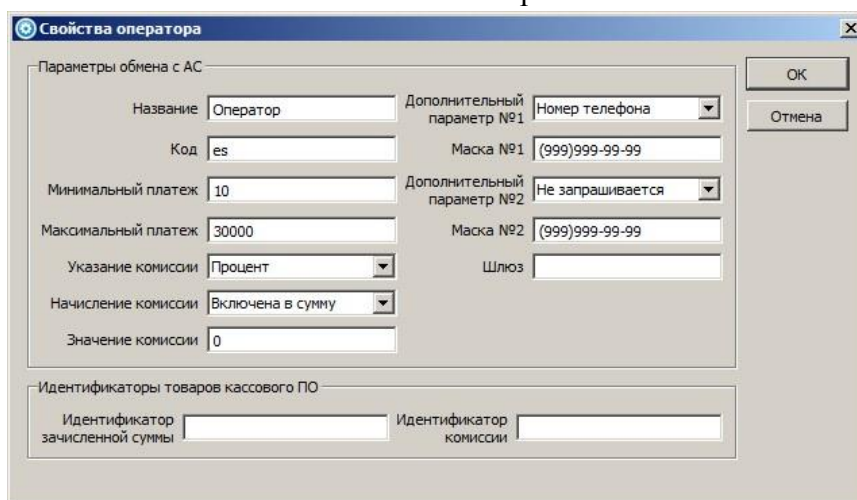 Свойства оператора
Параметры обмена с АС
Название Оператор
Код es
Минимальный платеж 10
Максимальный платеж 30000
Указание комиссии Процент
Начисление комиссии Включена в сумму
Значение комиссии 0
Дополнительный
параметр №1 Номер телефона
Маска №1 (999)999-99-99
Дополнительный
параметр №2 Не запрашивается
Маска №2 (999)999-99-99
Шлюз
ОК
Отмена
Идентификаторы товаров кассового ПО
Идентификатор
зачисленной суммы
Идентификатор
комиссии